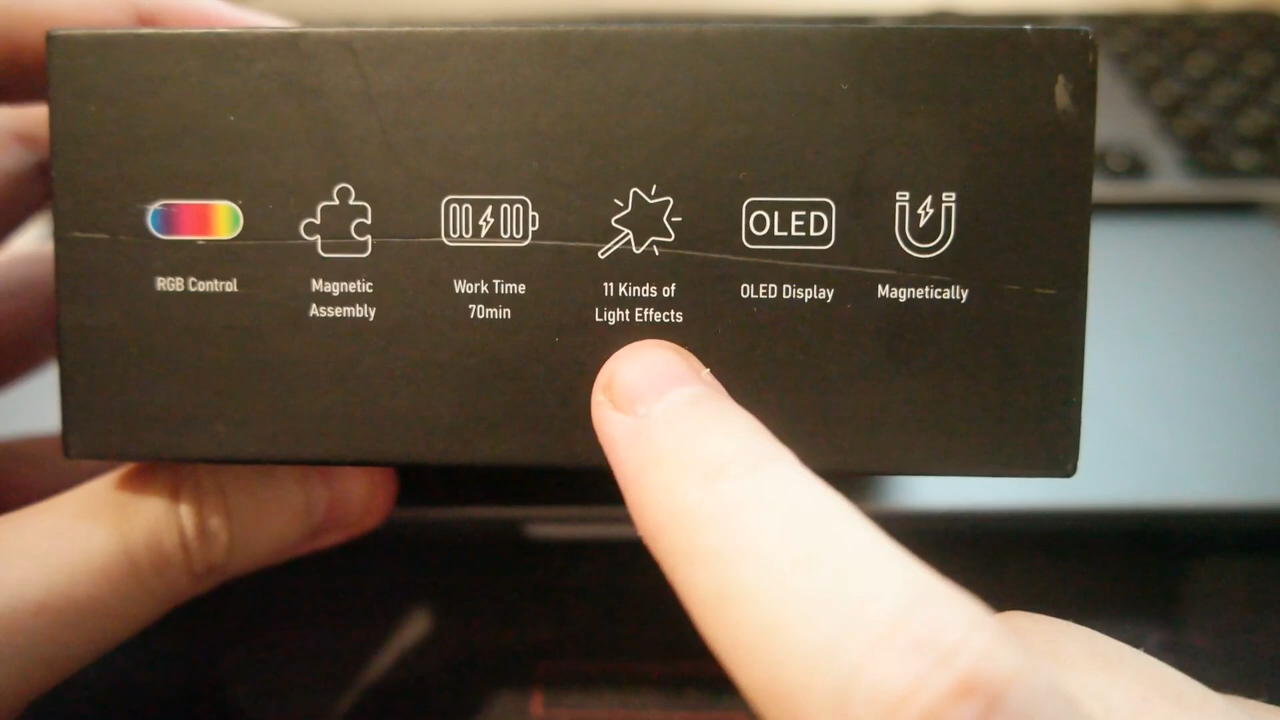 RGB Control
Magnetic
Assembly
Work Time
70min
11 Kinds of
Light Effects
OLED
OLED Display
Magnetically